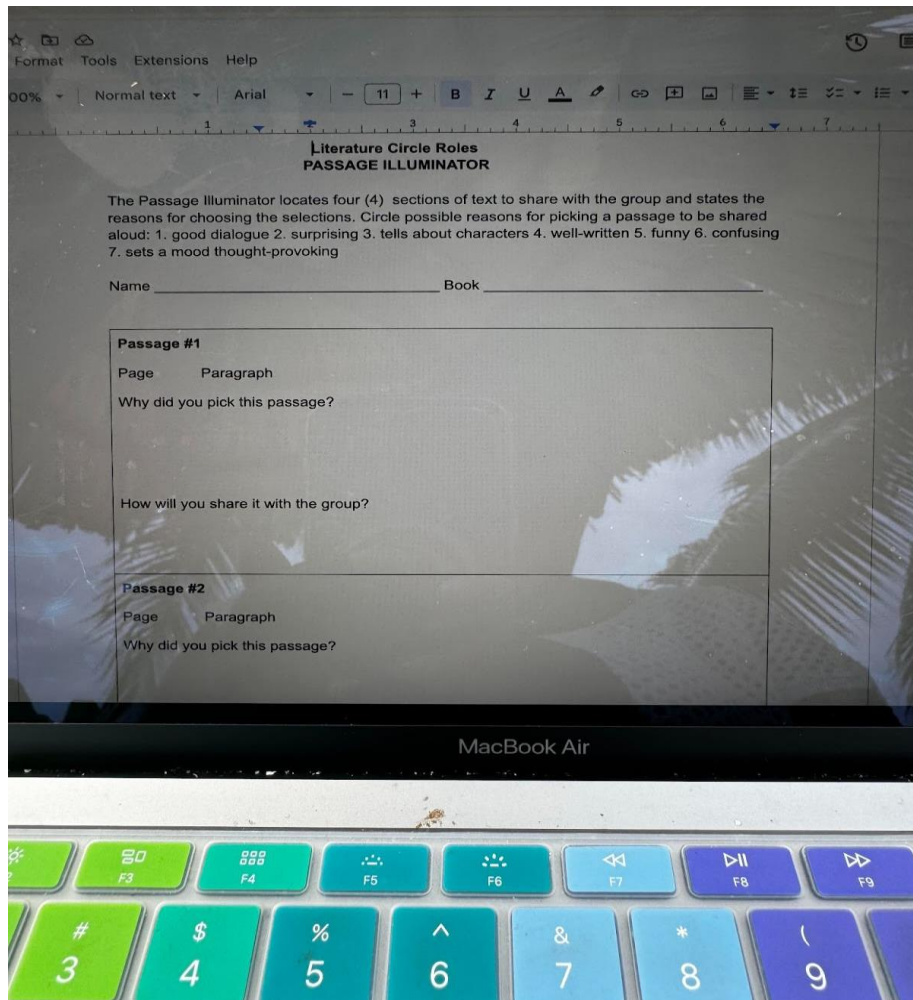 Format Tools Extensions Help
00% Normal text Arial − 11 + B I U A
1 3 4 5 6 7
Literature Circle Roles
PASSAGE ILLUMINATOR
The Passage Illuminator locates four (4) sections of text to share with the group and states the
reasons for choosing the selections. Circle possible reasons for picking a passage to be shared
aloud: 1. good dialogue 2. surprising 3. tells about characters 4. well-written 5. funny 6. confusing
7. sets a mood thought-provoking
Name ____________ Book ____________
Passage #1
Page Paragraph
Why did you pick this passage?
How will you share it with the group?
Passage #2
Page Paragraph
Why did you pick this passage?
MacBook Air
F3 F4 F5 F6 F7 F8 F9
# $ % ^ & * (
3 4 5 6 7 8 9